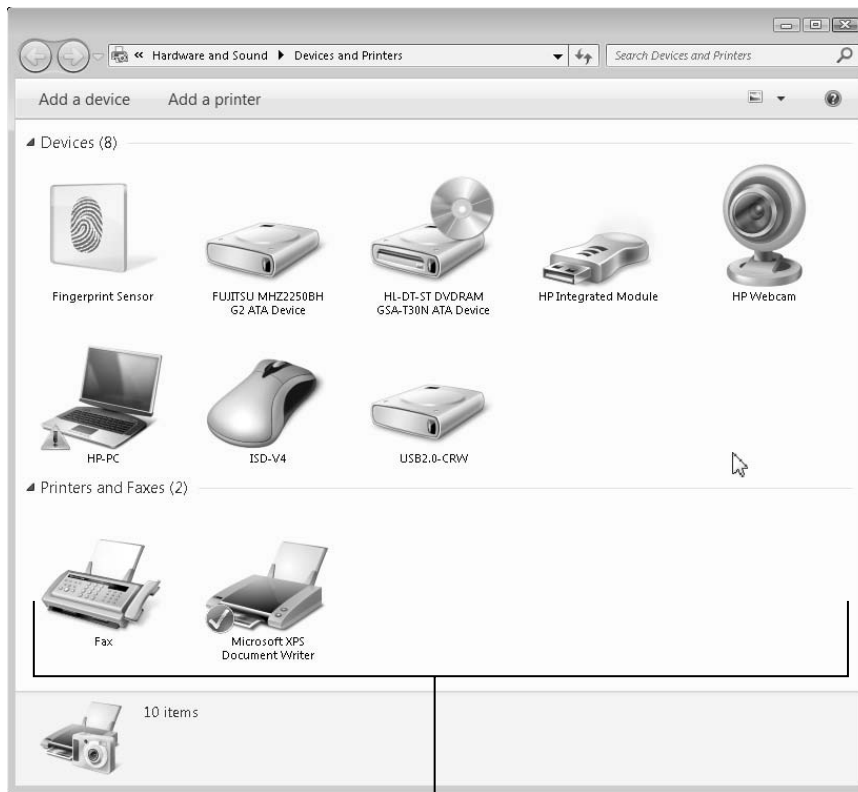 « Hardware and Sound ▶ Devices and Printers
Search Devices and Printers
Add a device Add a printer
Devices (8)
Fingerprint Sensor
FUJITSU MHZ2250BH
G2 ATA Device
HL-DT-ST DVDRAM
GSA-T30N ATA Device
HP Integrated Module
HP Webcam
HP-PC
ISD-V4
USB2.0-CRW
Printers and Faxes (2)
Fax
Microsoft XPS
Document Writer
10 items